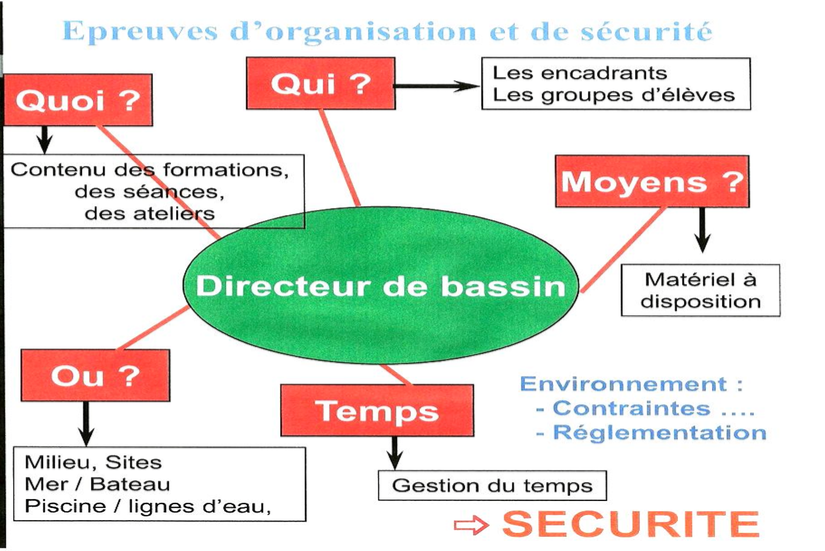 Epreuves d'organisation et de sécurité
Quoi ?
Contenu des formations,
des séances,
des ateliers
Qui ?
Les encadrants
Les groupes d'élèves
Moyens ?
Matériel à
disposition
Directeur de bassin
Ou ?
Milieu, Sites
Mer / Bateau
Piscine / lignes d'eau,
Temps
Gestion du temps
Environnement :
- Contraintes ....
- Réglementation
⇨ SECURITE